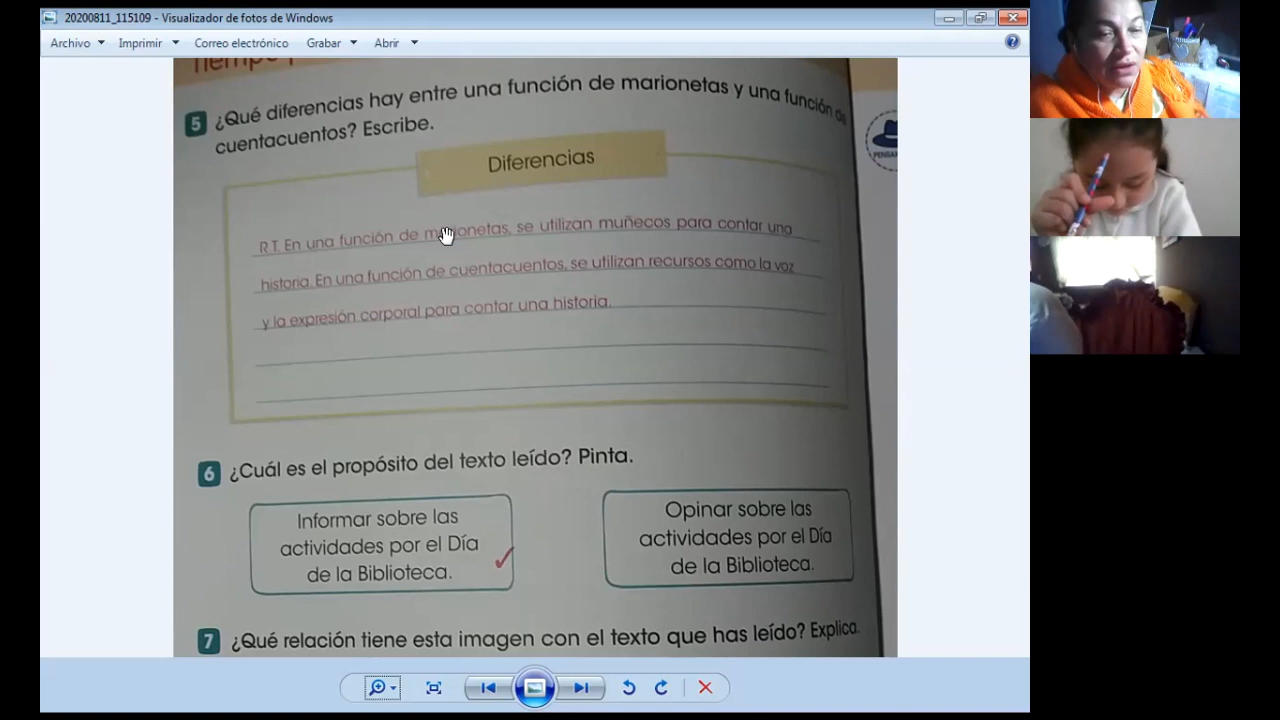 20200811_115109 - Visualizador de fotos de Windows
Archivo Imprimir Correo electrónico Grabar Abrir
5 ¿Qué diferencias hay entre una función de marionetas y una función de
cuentacuentos? Escribe.
Diferencias
R.T. En una función de marionetas, se utilizan muñecos para contar una
historia. En una función de cuentacuentos, se utilizan recursos como la voz
y la expresión corporal para contar una historia.
6 ¿Cuál es el propósito del texto leído? Pinta.
Informar sobre las
actividades por el Día
de la Biblioteca.
Opinar sobre las
actividades por el Día
de la Biblioteca.
7 ¿Qué relación tiene esta imagen con el texto que has leído? Explica.